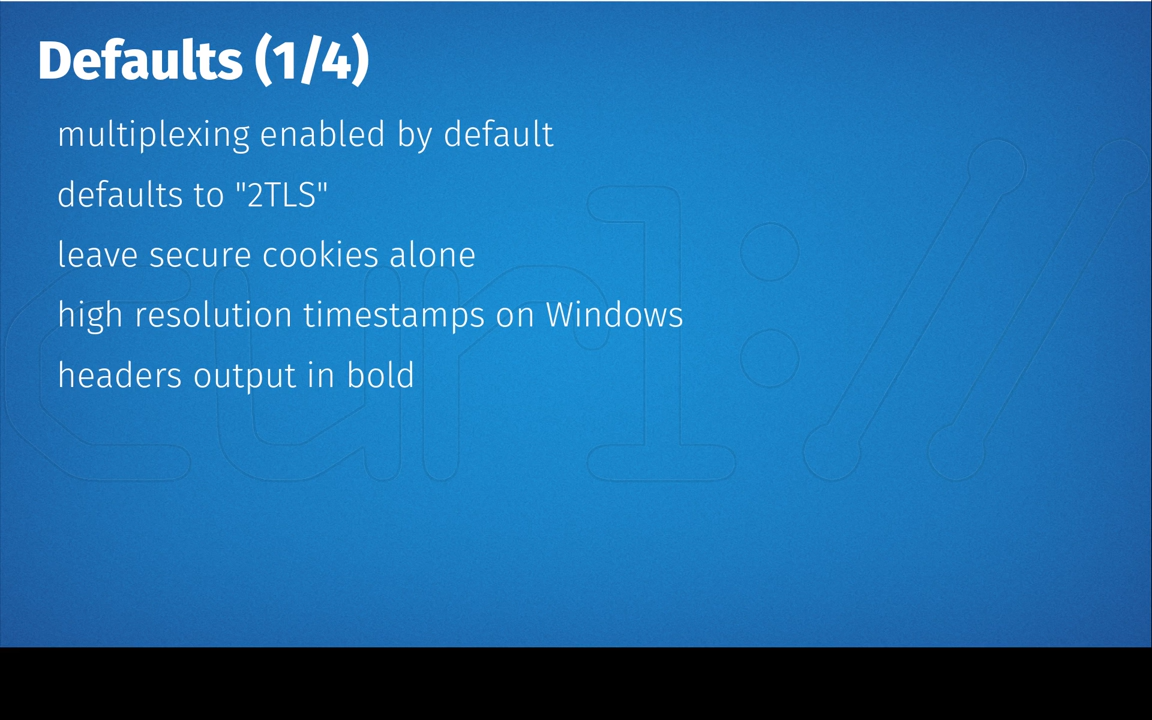 Defaults (1/4)
multiplexing enabled by default
defaults to "2TLS"
leave secure cookies alone
high resolution timestamps on Windows
headers output in bold
curl://